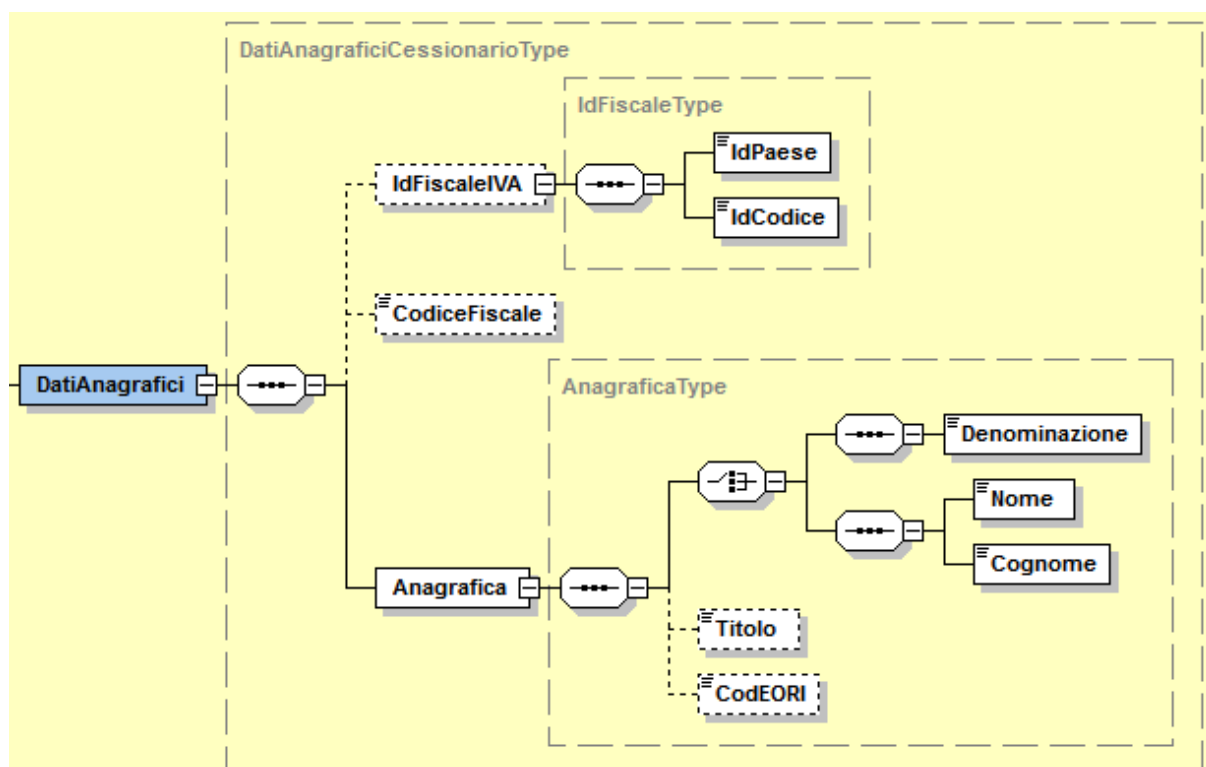 DatiAnagraficiCessionarioType
IdFiscaleType
IdPaese
IdFiscaleIVA
IdCodice
CodiceFiscale
DatiAnagrafici
AnagraficaType
Denominazione
Nome
Cognome
Anagrafica
Titolo
CodEORI